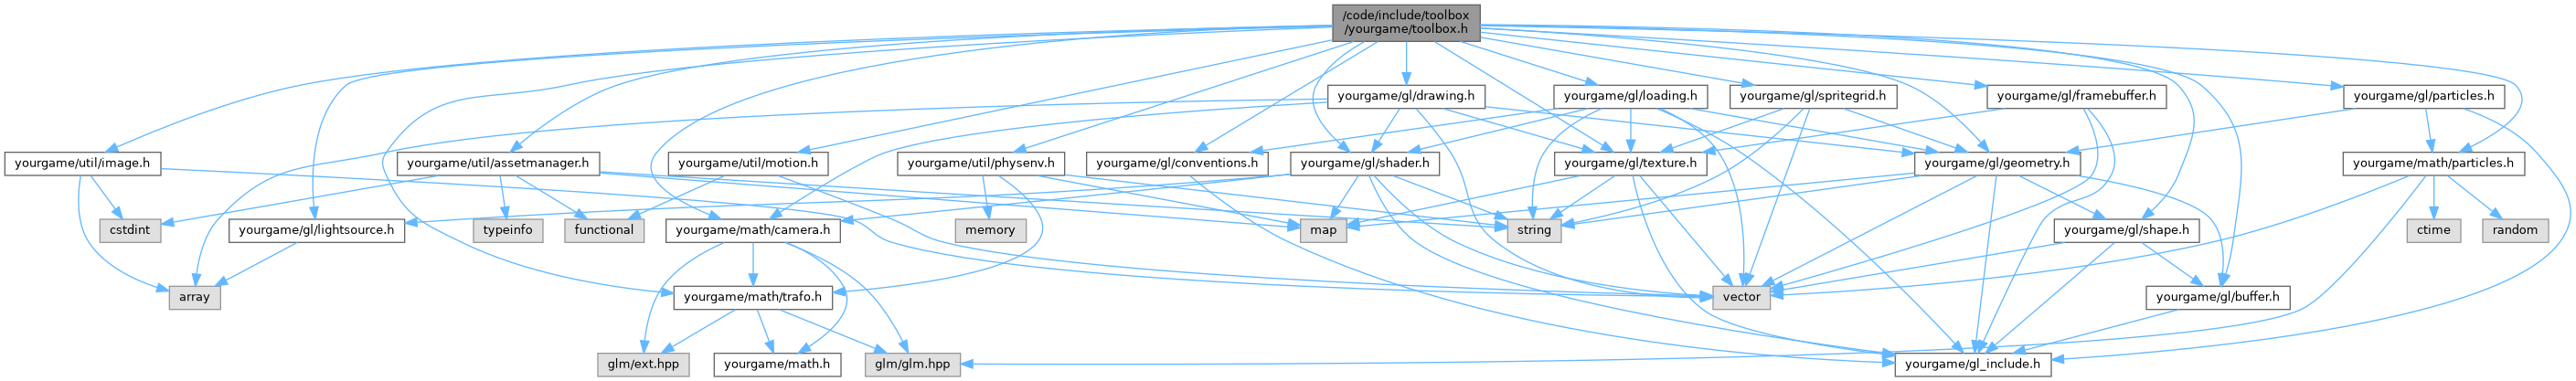 /code/include/toolbox
/yourgame/toolbox.h
yourgame/gl/drawing.h
yourgame/gl/loading.h
yourgame/gl/spritegrid.h
yourgame/gl/framebuffer.h
yourgame/gl/particles.h
yourgame/util/image.h
yourgame/util/assetmanager.h
yourgame/util/motion.h
yourgame/util/physenv.h
yourgame/gl/conventions.h
yourgame/gl/shader.h
yourgame/gl/texture.h
yourgame/gl/geometry.h
yourgame/math/particles.h
cstdint
yourgame/gl/lightsource.h
typeinfo
functional
yourgame/math/camera.h
memory
map
string
yourgame/gl/shape.h
ctime
random
array
yourgame/math/trafo.h
vector
yourgame/gl/buffer.h
glm/ext.hpp
yourgame/math.h
glm/glm.hpp
yourgame/gl_include.h